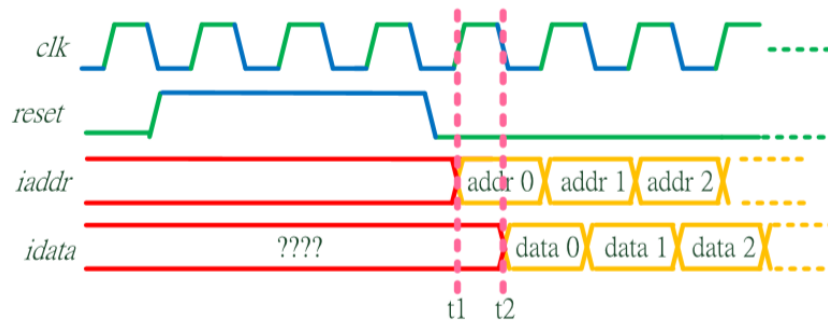 clk
reset
iaddr addr 0 addr 1 addr 2
idata ???? data 0 data 1 data 2
t1 t2